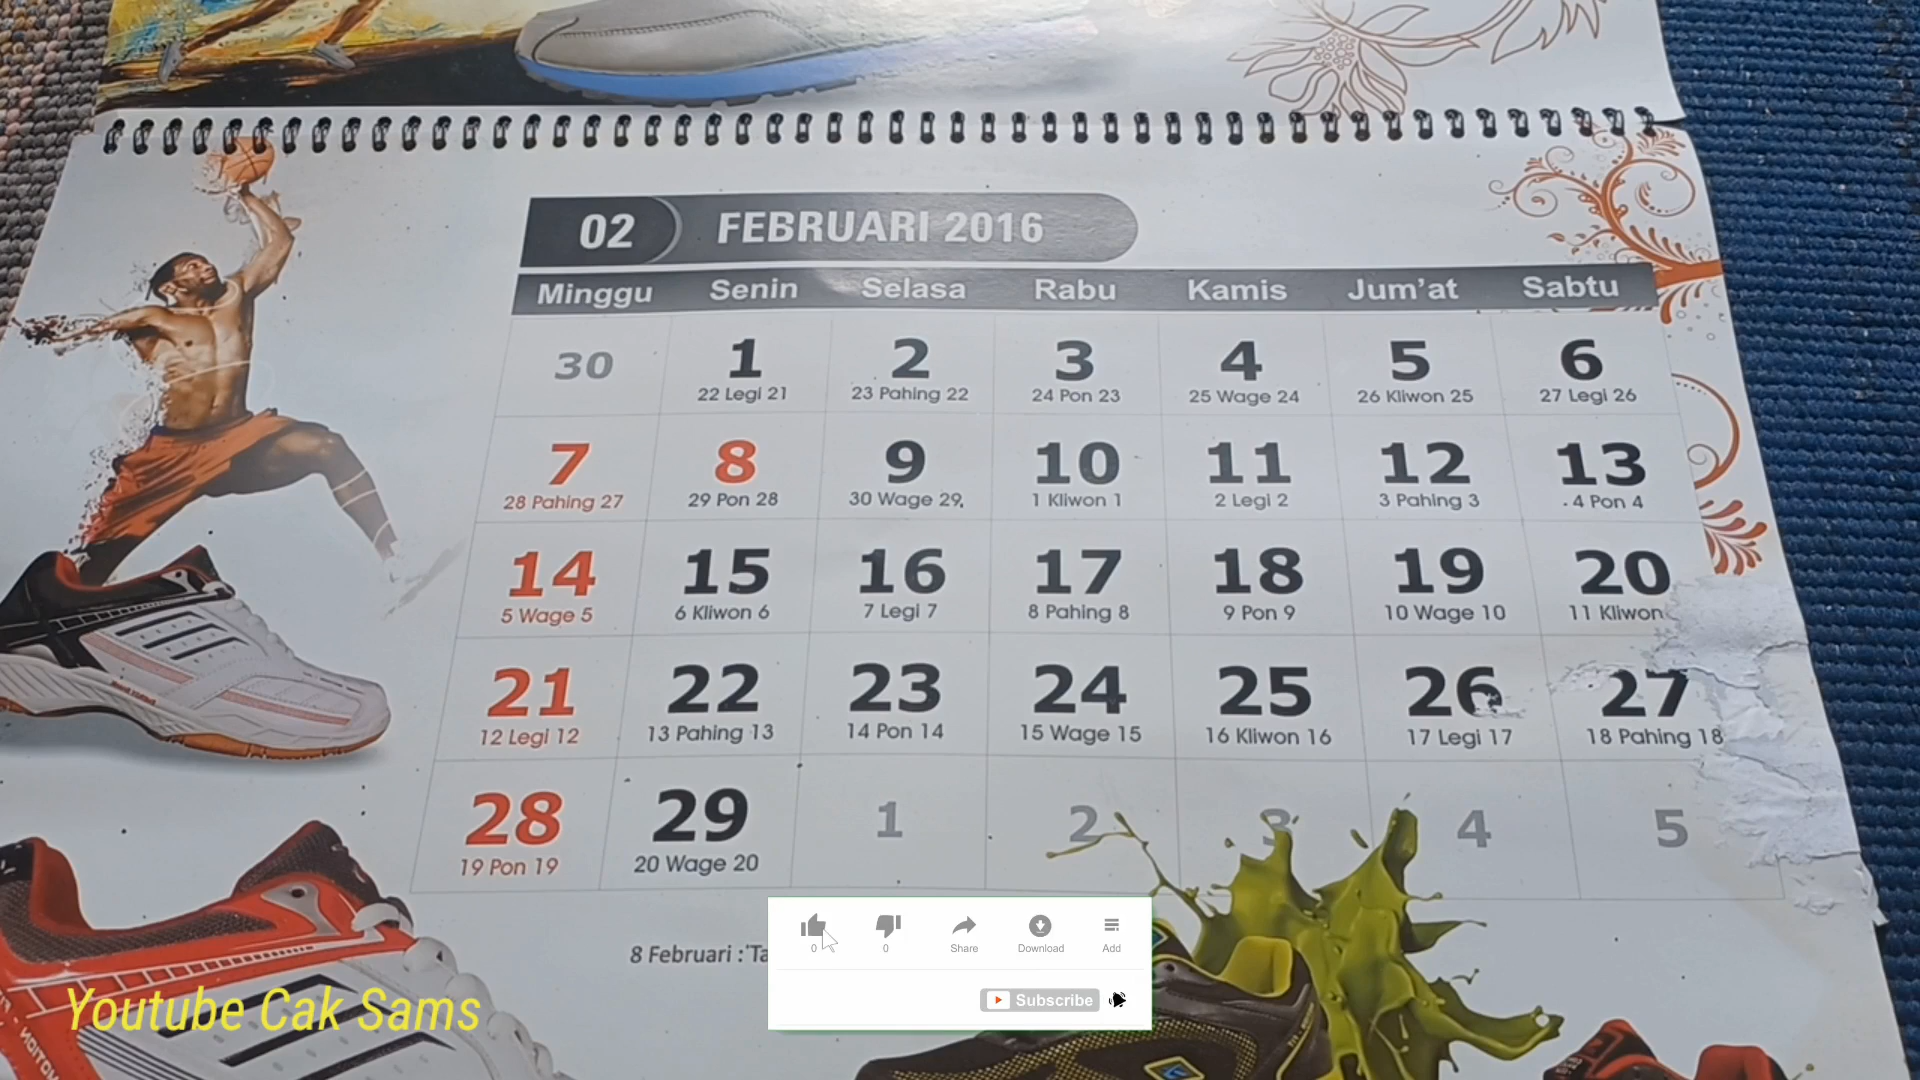 02 FEBRUARI 2016
Minggu Senin Selasa Rabu Kamis Jum'at Sabtu
30 1 2 3 4 5 6
22 Legi 21 23 Pahing 22 24 Pon 23 25 Wage 24 26 Kliwon 25 27 Legi 26
7 8 9 10 11 12 13
28 Pahing 27 29 Pon 28 30 Wage 29, 1 Kliwon 1 2 Legi 2 3 Pahing 3 4 Pon 4
14 15 16 17 18 19 20
5 Wage 5 6 Kliwon 6 7 Legi 7 8 Pahing 8 9 Pon 9 10 Wage 10 11 Kliwon
21 22 23 24 25 26 27
12 Legi 12 13 Pahing 13 14 Pon 14 15 Wage 15 16 Kliwon 16 17 Legi 17 18 Pahing 18
28 29 1 2 3 4 5
19 Pon 19 20 Wage 20
8 Februari :
0 0 Share Download Add
Subscribe
Youtube Cak Sams